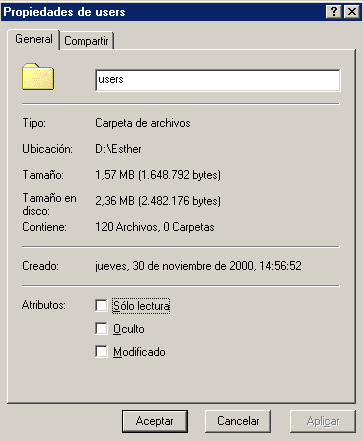 Propiedades de users
General Compartir
users
Tipo: Carpeta de archivos
Ubicación: D:\Esther
Tamaño: 1,57 MB (1.648.792 bytes)
Tamaño en disco: 2,36 MB (2.482.176 bytes)
Contiene: 120 Archivos, 0 Carpetas
Creado: jueves, 30 de noviembre de 2000, 14:56:52
Atributos: Sólo lectura
Oculto
Modificado
Aceptar Cancelar Aplicar